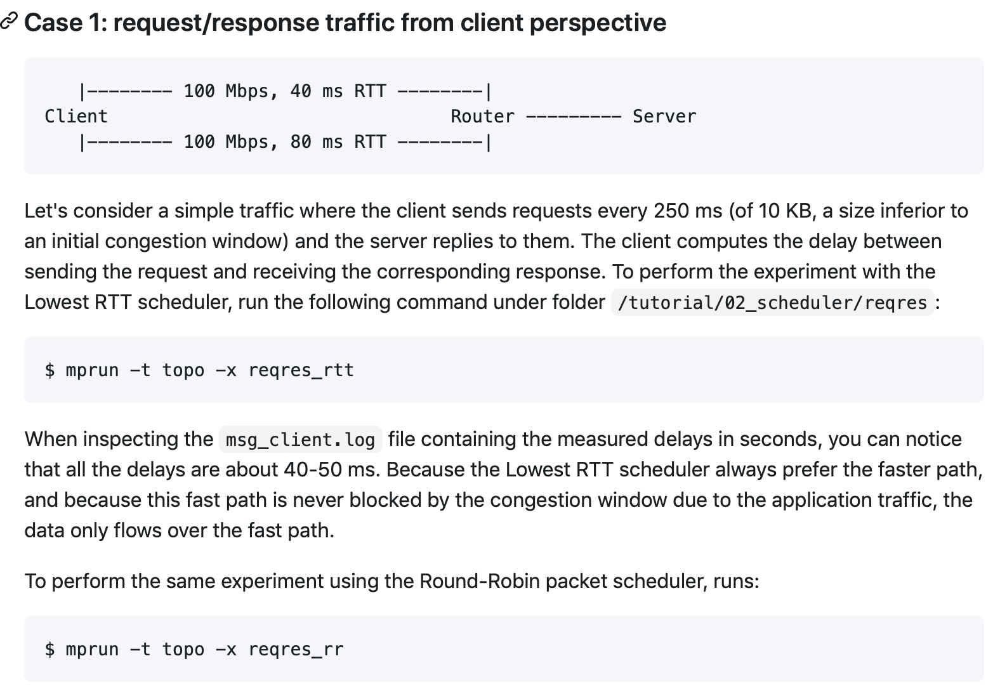 Case 1: request/response traffic from client perspective
|-------- 100 Mbps, 40 ms RTT --------|
Client                                Router --------- Server
|-------- 100 Mbps, 80 ms RTT --------|
Let's consider a simple traffic where the client sends requests every 250 ms (of 10 KB, a size inferior to
an initial congestion window) and the server replies to them. The client computes the delay between
sending the request and receiving the corresponding response. To perform the experiment with the
Lowest RTT scheduler, run the following command under folder /tutorial/02_scheduler/reqres:
$ mprun -t topo -x reqres_rtt
When inspecting the msg_client.log file containing the measured delays in seconds, you can notice
that all the delays are about 40-50 ms. Because the Lowest RTT scheduler always prefer the faster path,
and because this fast path is never blocked by the congestion window due to the application traffic, the
data only flows over the fast path.
To perform the same experiment using the Round-Robin packet scheduler, runs:
$ mprun -t topo -x reqres_rr